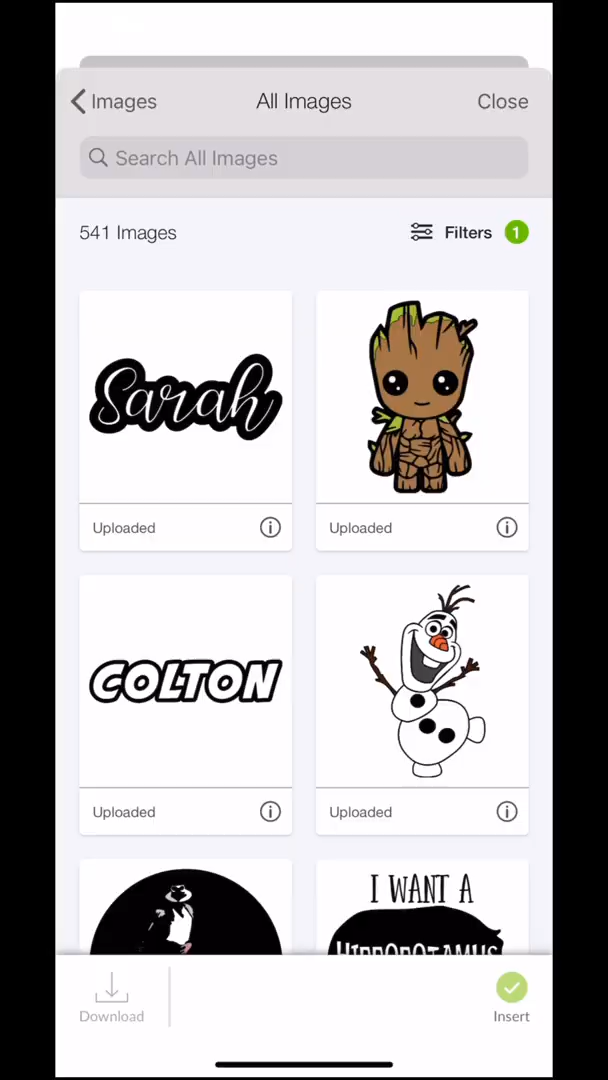 Images
All Images
Close
Search All Images
541 Images
Filters
1
Sarah
Uploaded
Uploaded
COLTON
Uploaded
Uploaded
I WANT A
HIPPOPOTAMUS
Download
Insert